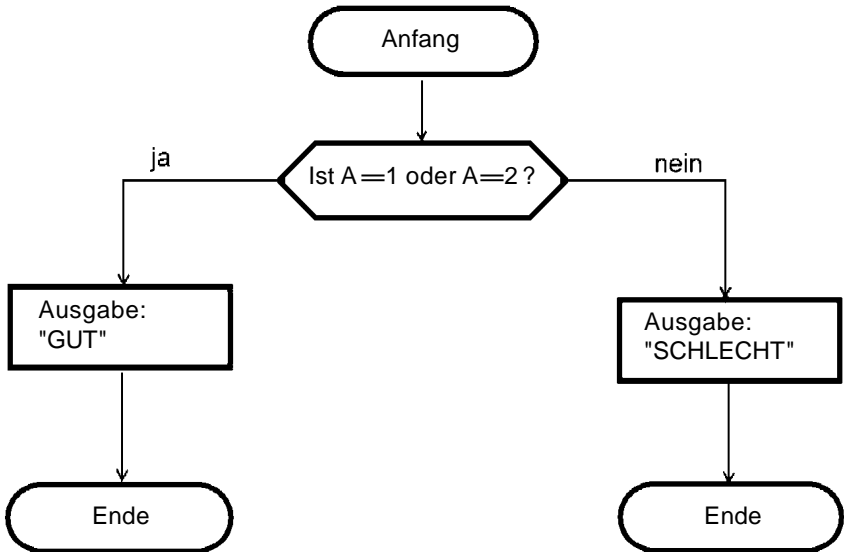 Anfang
ja
Ist A==1 oder A==2 ?
nein
Ausgabe:
"GUT"
Ausgabe:
"SCHLECHT"
Ende
Ende